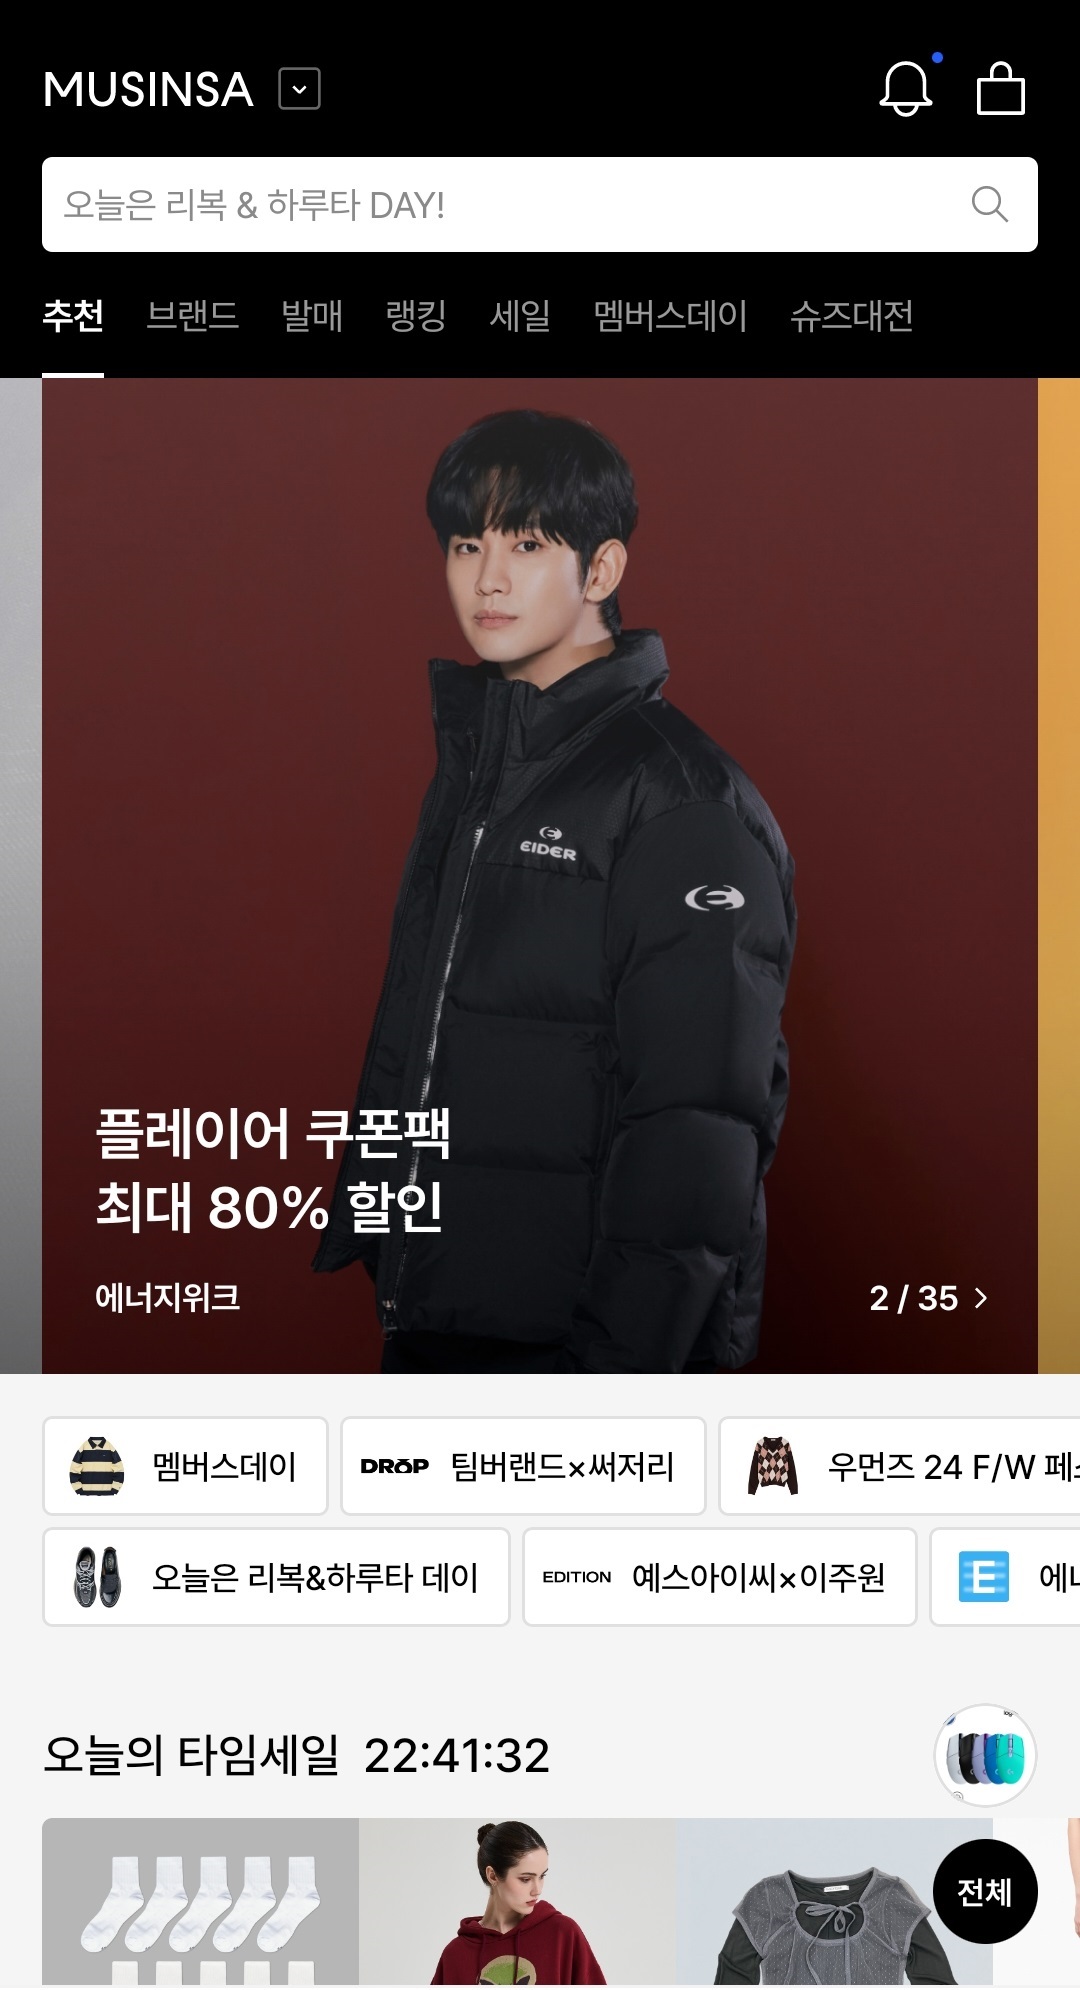 MUSINSA
오늘은 리복 & 하루타 DAY!
추천 브랜드 발매 랭킹 세일 멤버스데이 슈즈대전
EIDER
플레이어 쿠폰팩
최대 80% 할인
에너지위크 2 / 35
멤버스데이 DROP 팀버랜드×써저리 우먼즈 24 F/W
오늘은 리복&하루타 데이 EDITION 예스아이씨×이주원 E
오늘의 타임세일 22:41:32
전체